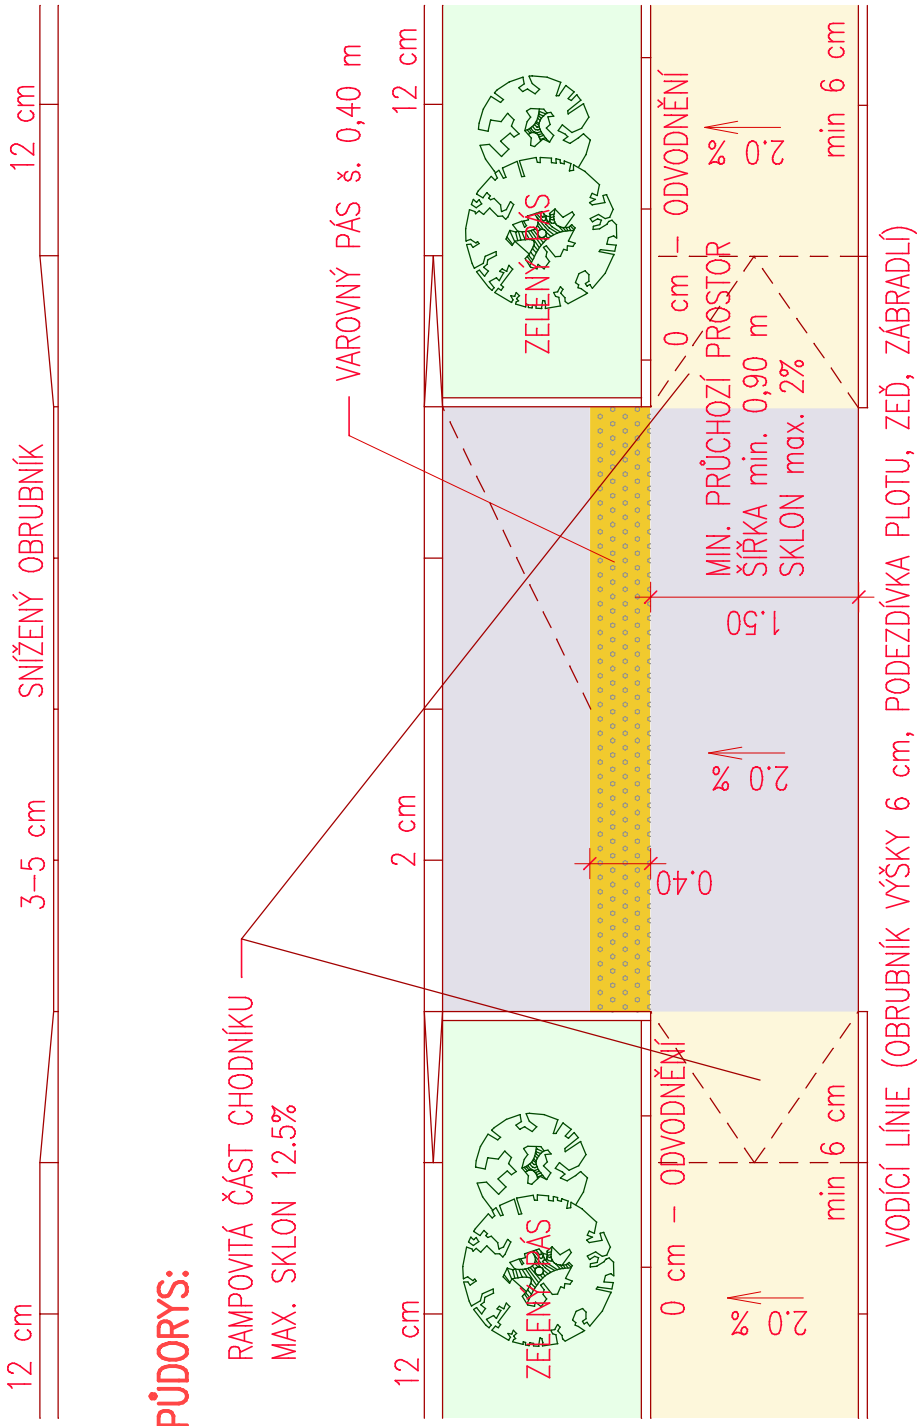 12 cm
3–5 cm
SNÍŽENÝ OBRUBNÍK
12 cm
PŮDORYS:
RAMPOVITÁ ČÁST CHODNÍKU
MAX. SKLON 12.5%
VAROVNÝ PÁS š. 0,40 m
12 cm
2 cm
12 cm
ZELENÝ PÁS
ZELENÝ PÁS
0 cm – ODVODNĚNÍ
0.40
0 cm – ODVODNĚNÍ
MIN. PRŮCHOZÍ PROSTOR
ŠÍŘKA min. 0,90 m
SKLON max. 2%
2.0 %
2.0 %
1.50
2.0 %
min 6 cm
min 6 cm
VODÍCÍ LÍNIE (OBRUBNÍK VÝŠKY 6 cm, PODEZDÍVKA PLOTU, ZEĎ, ZÁBRADLÍ)